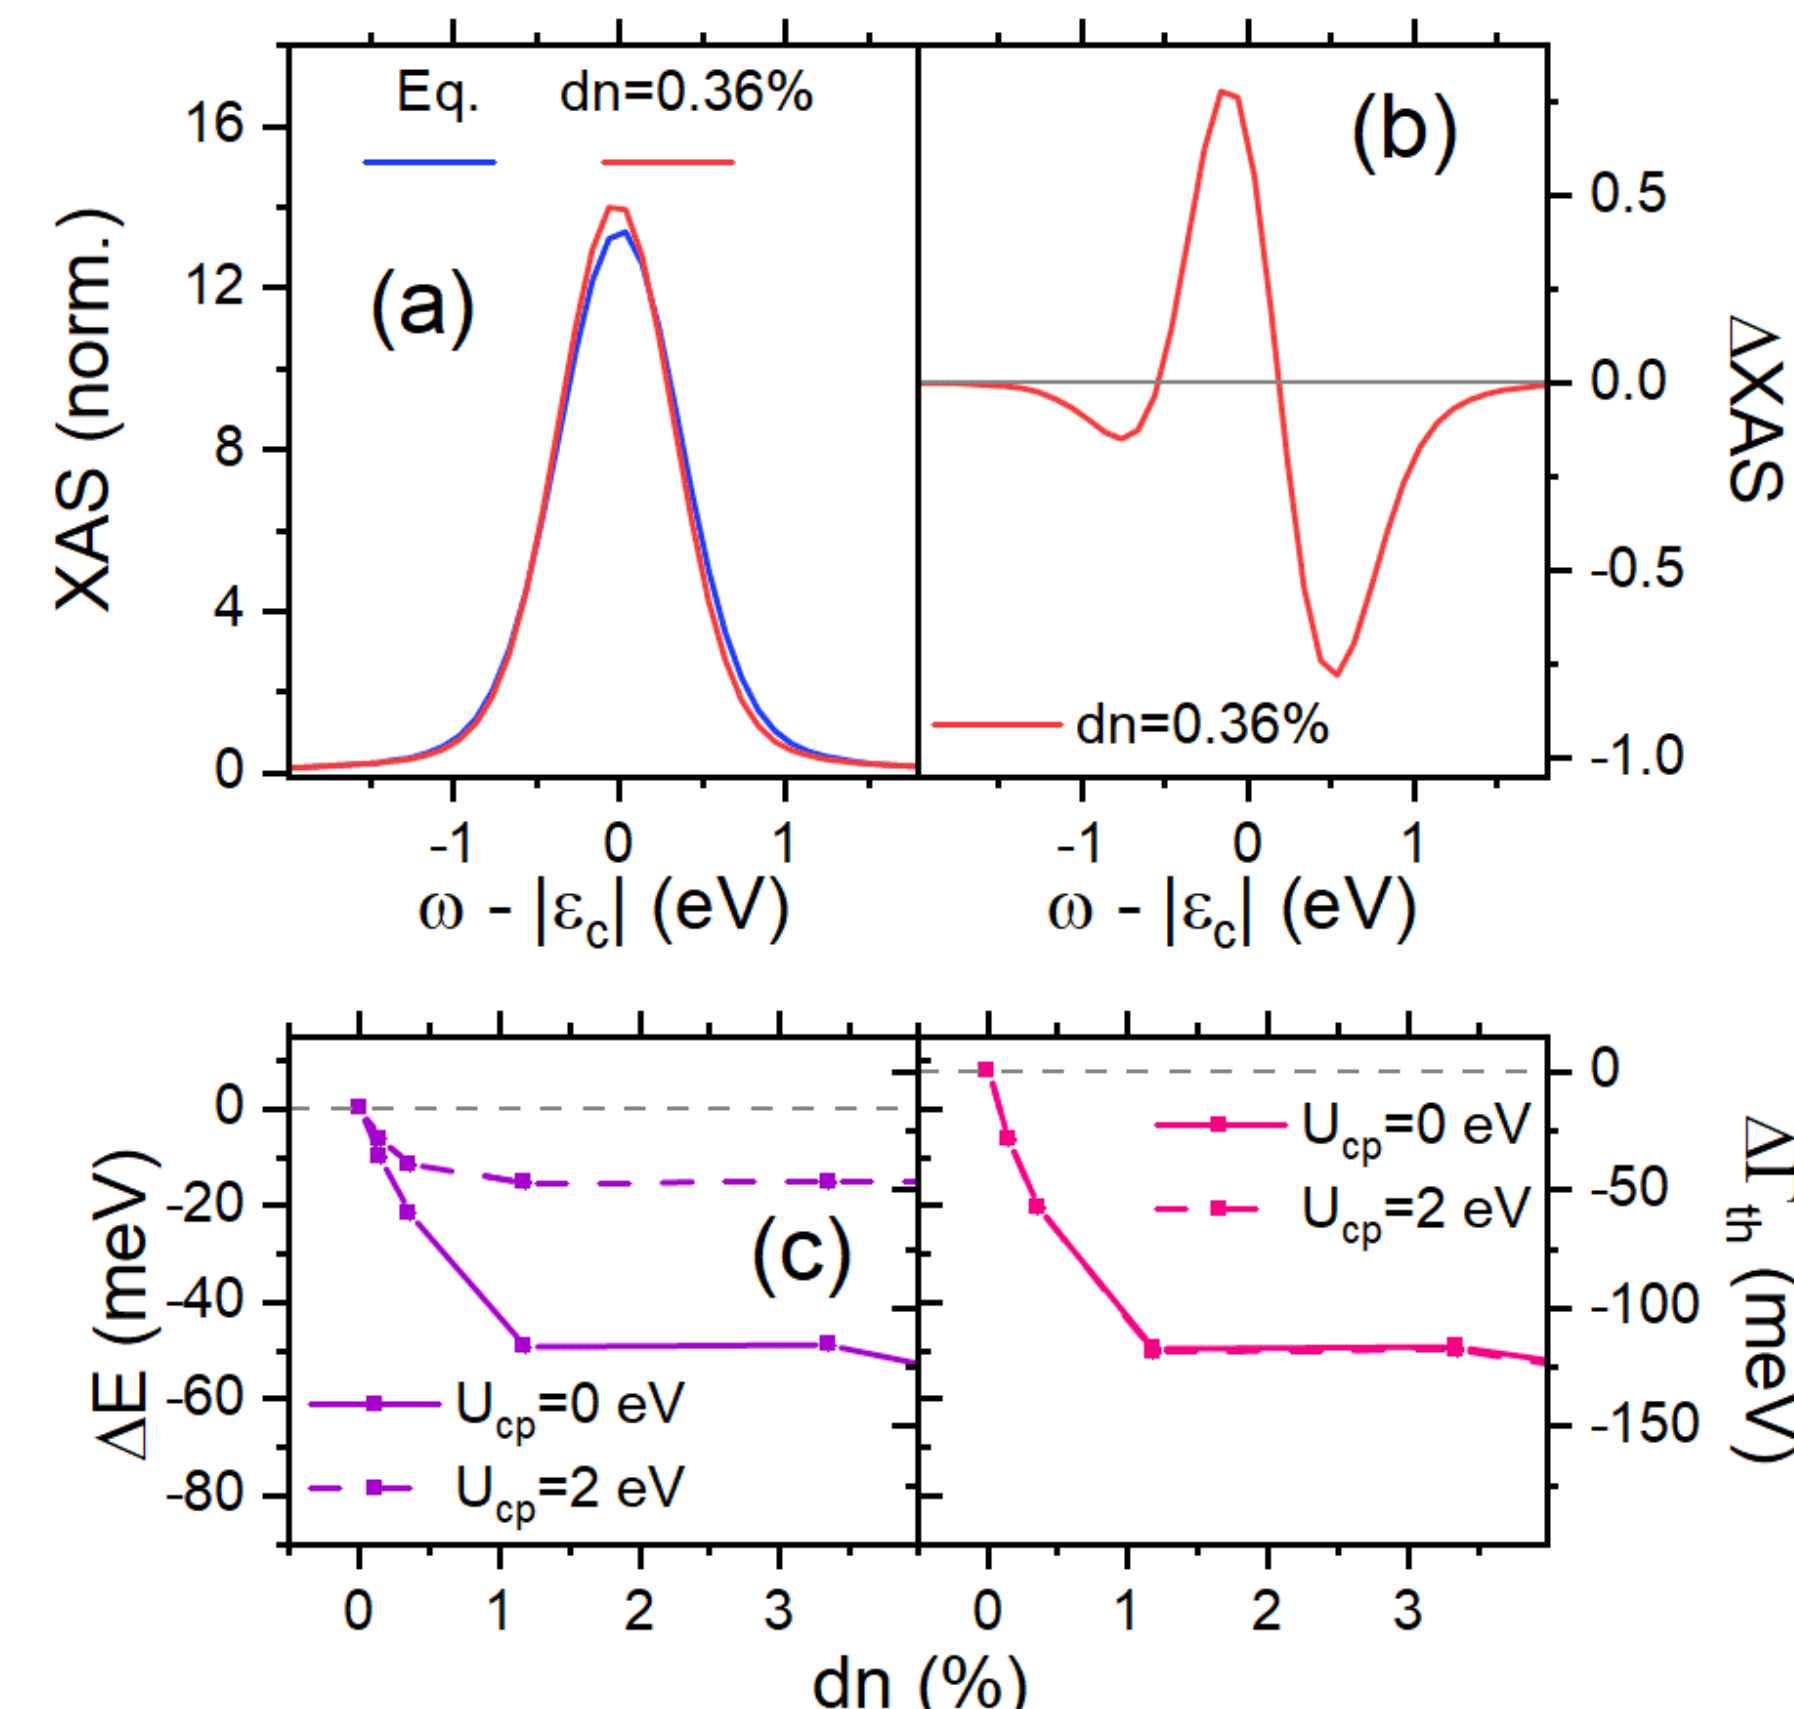 Eq. dn=0.36%
(a)
XAS (norm.)
16
12
8
4
0
-1 0 1
ω - |εc| (eV)
(b)
ΔXAS
0.5
0.0
-0.5
-1.0
dn=0.36%
-1 0 1
ω - |εc| (eV)
ΔE (meV)
0
-20
-40
-60
-80
(c)
Ucp=0 eV
Ucp=2 eV
0 1 2 3
Ucp=0 eV
Ucp=2 eV
0
-50
-100
-150
ΔΓth (meV)
0 1 2 3
dn (%)